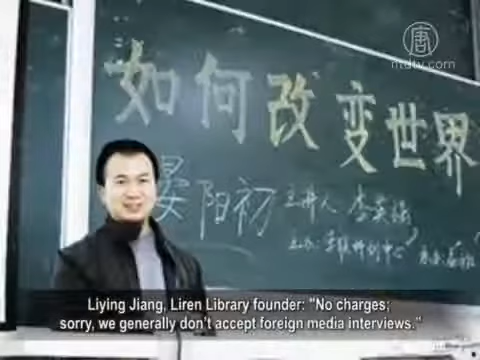 唐
ntdtv.com
如何改变世界
晏阳初 主讲人 李英强
Liying Jiang, Liren Library founder: "No charges;
sorry, we generally don't accept foreign media interviews."